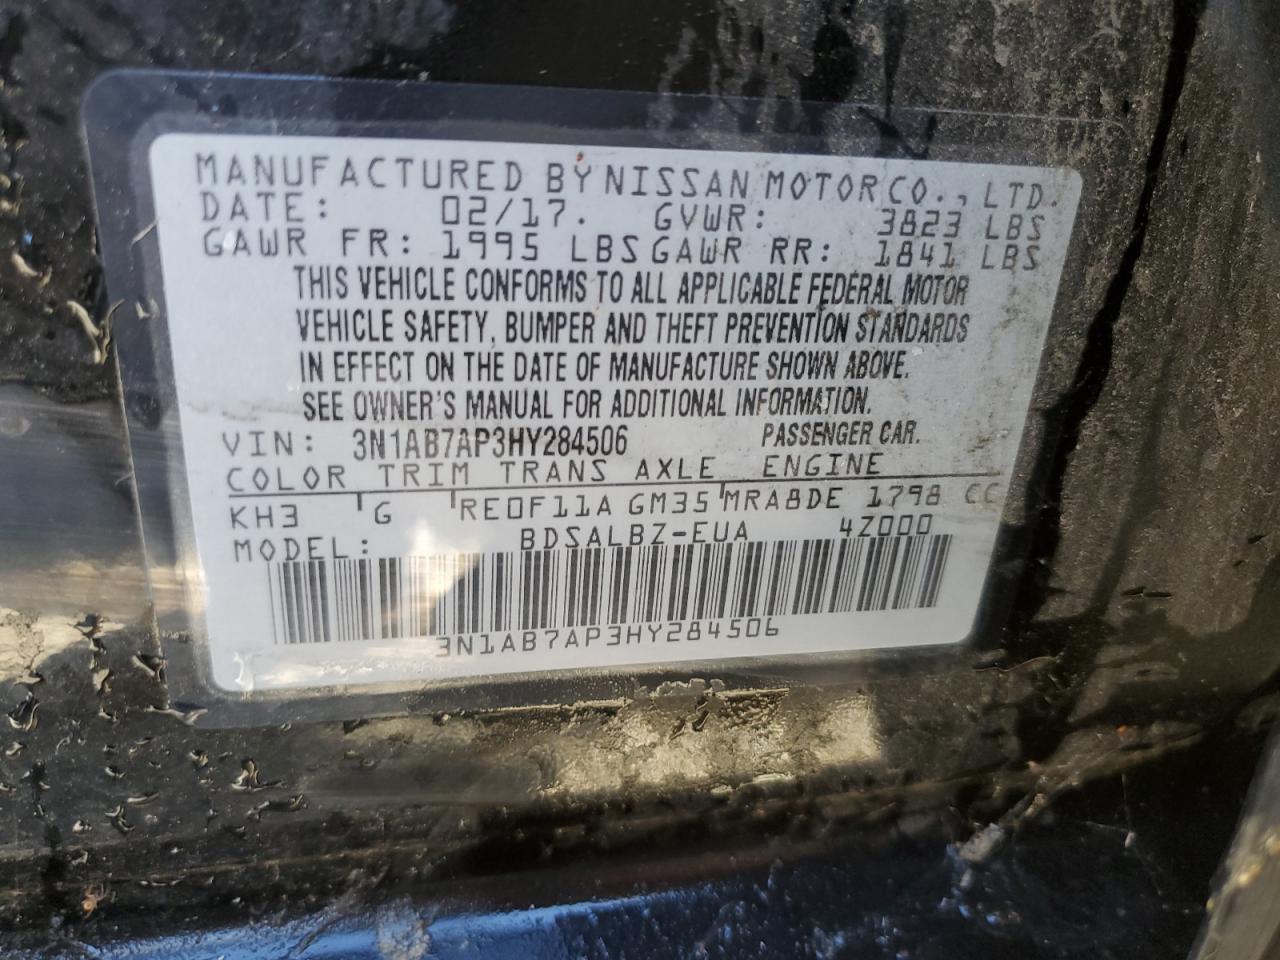 MANUFACTURED BY NISSAN MOTOR CO., LTD.
DATE: 02/17. GVWR: 3823 LBS
GAWR FR: 1995 LBS GAWR RR: 1841 LBS
THIS VEHICLE CONFORMS TO ALL APPLICABLE FEDERAL MOTOR
VEHICLE SAFETY, BUMPER AND THEFT PREVENTION STANDARDS
IN EFFECT ON THE DATE OF MANUFACTURE SHOWN ABOVE.
SEE OWNER'S MANUAL FOR ADDITIONAL INFORMATION.
VIN: 3N1AB7AP3HY284506 PASSENGER CAR.
COLOR TRIM TRANS AXLE ENGINE
KH3 G RE0F11A GM35 MRA8DE 1798 CC
MODEL: BDSALBZ-EUA 4Z000
3N1AB7AP3HY284506